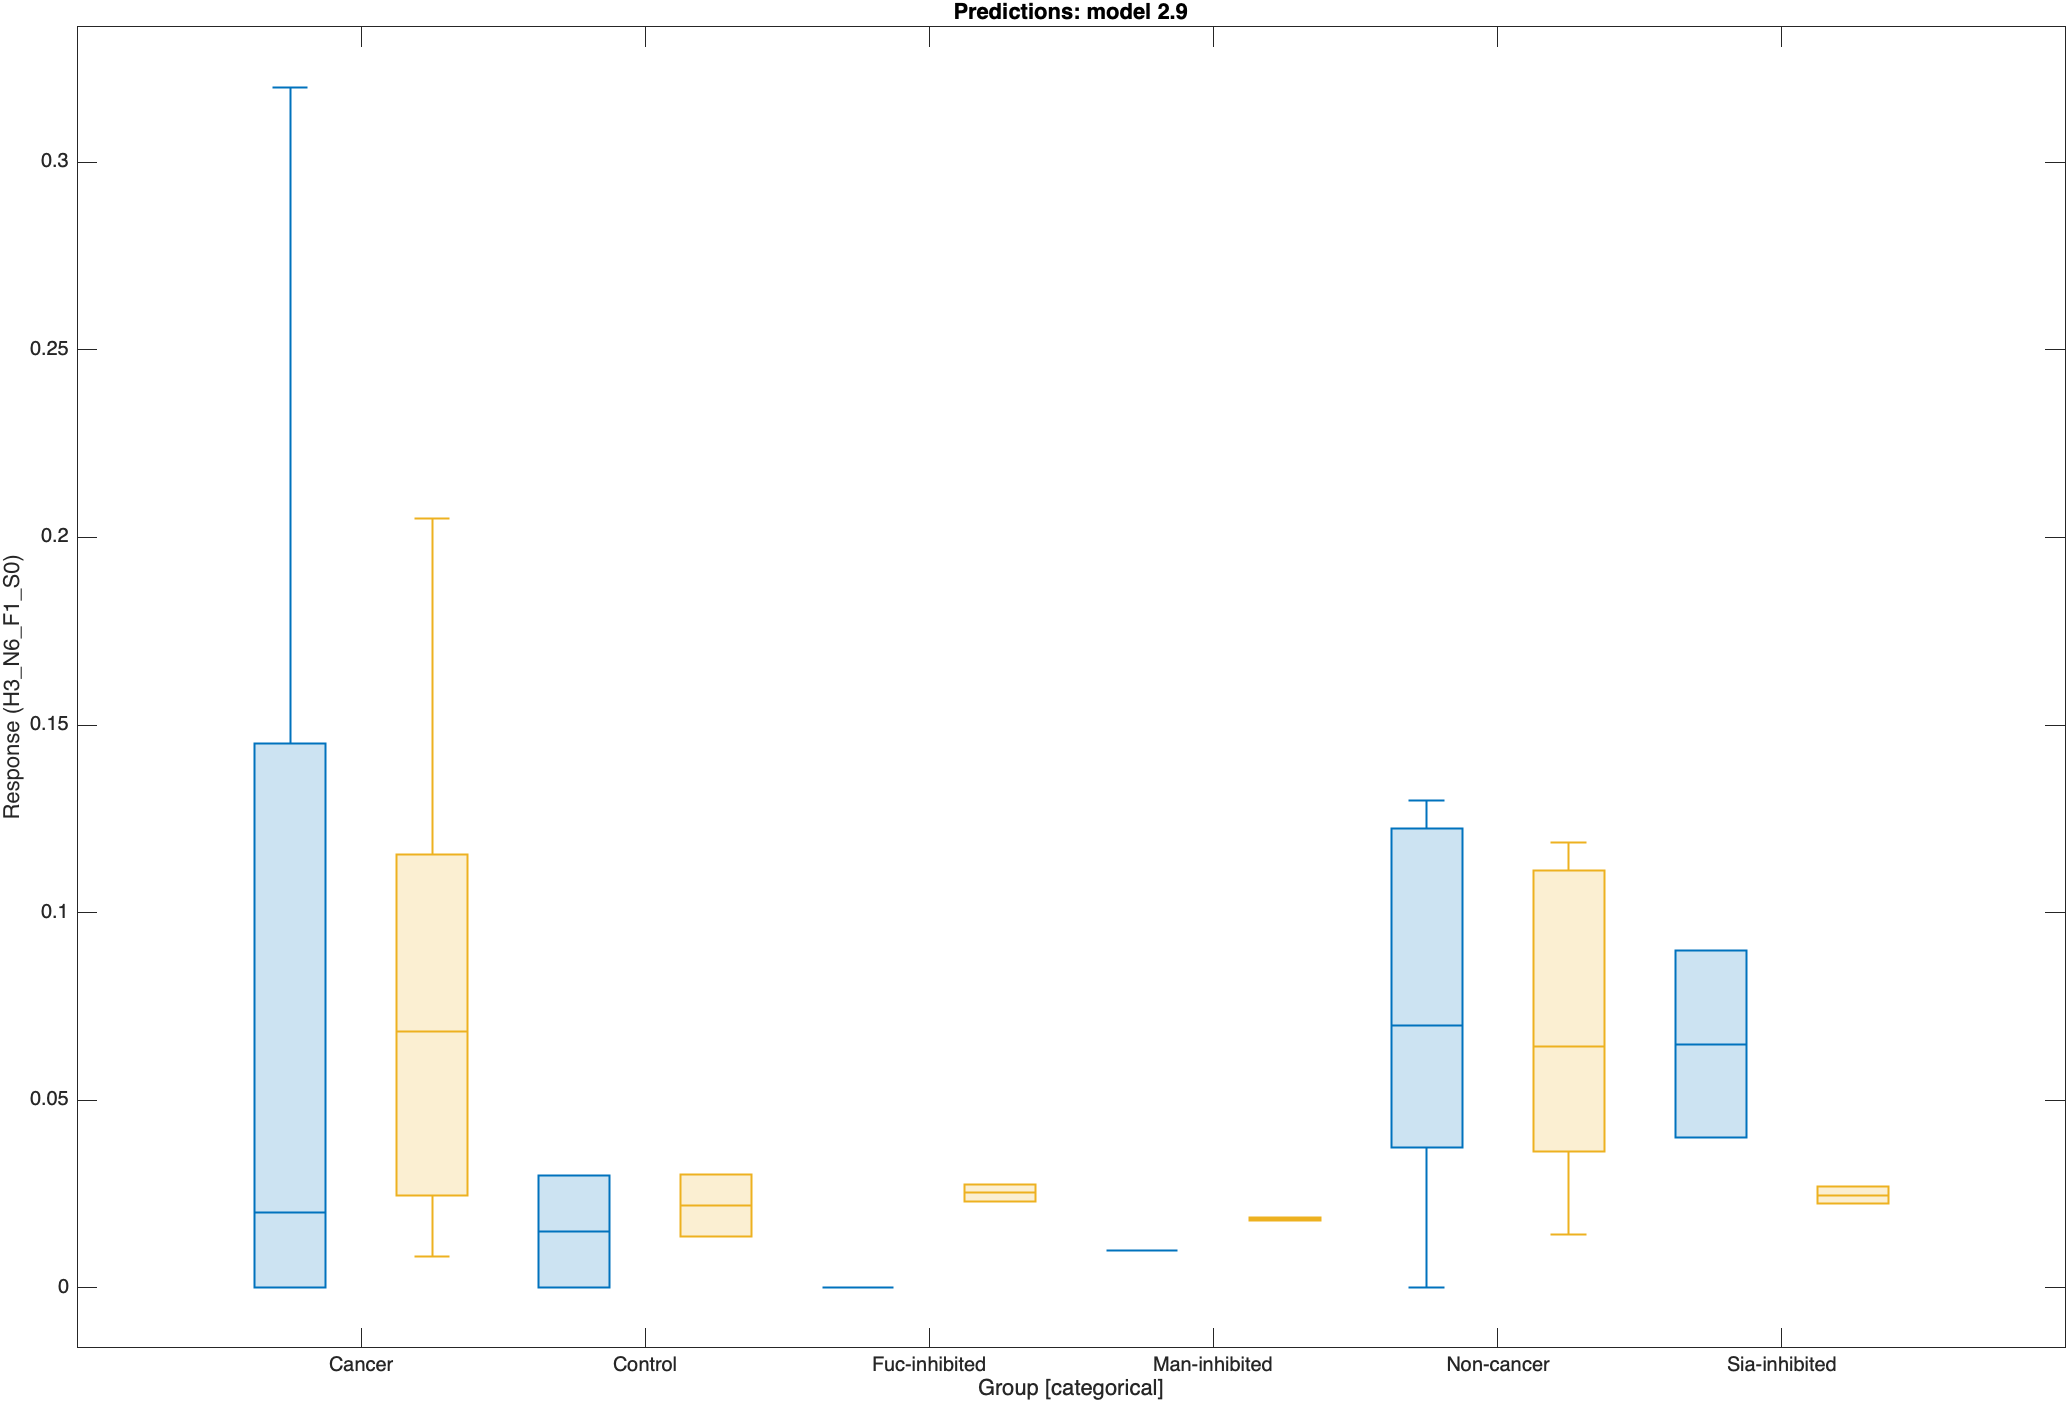 Predictions: model 2.9
Response (H3_N6_F1_S0)
0.3
0.25
0.2
0.15
0.1
0.05
0
Cancer Control Fuc-inhibited Man-inhibited Non-cancer Sia-inhibited
Group [categorical]